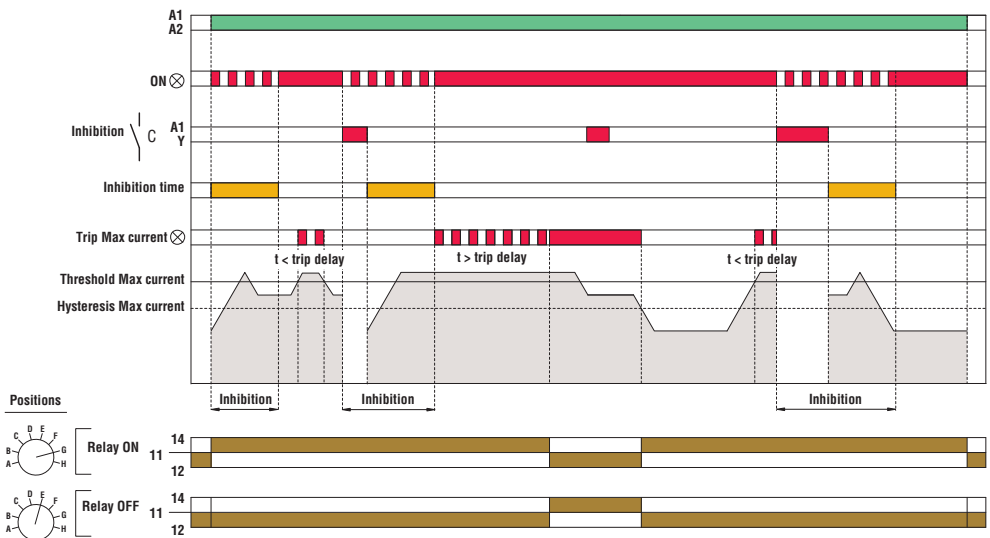 A1
A2
ON
Inhibition C A1
Y
Inhibition time
Trip Max current
t < trip delay t > trip delay t < trip delay
Threshold Max current
Hysteresis Max current
Inhibition Inhibition Inhibition
Positions
A B C D E F G H
Relay ON 11 14
12
A B C D E F G H
Relay OFF 11 14
12